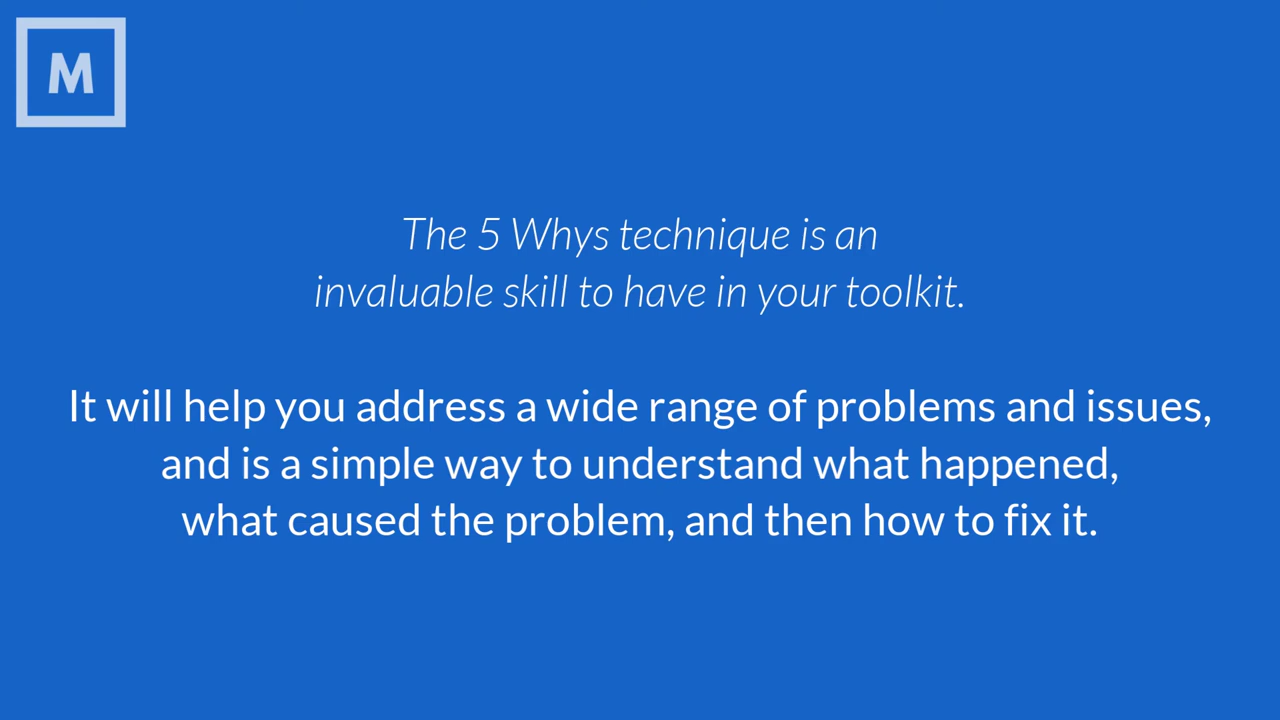 M
The 5 Whys technique is an
invaluable skill to have in your toolkit.
It will help you address a wide range of problems and issues,
and is a simple way to understand what happened,
what caused the problem, and then how to fix it.